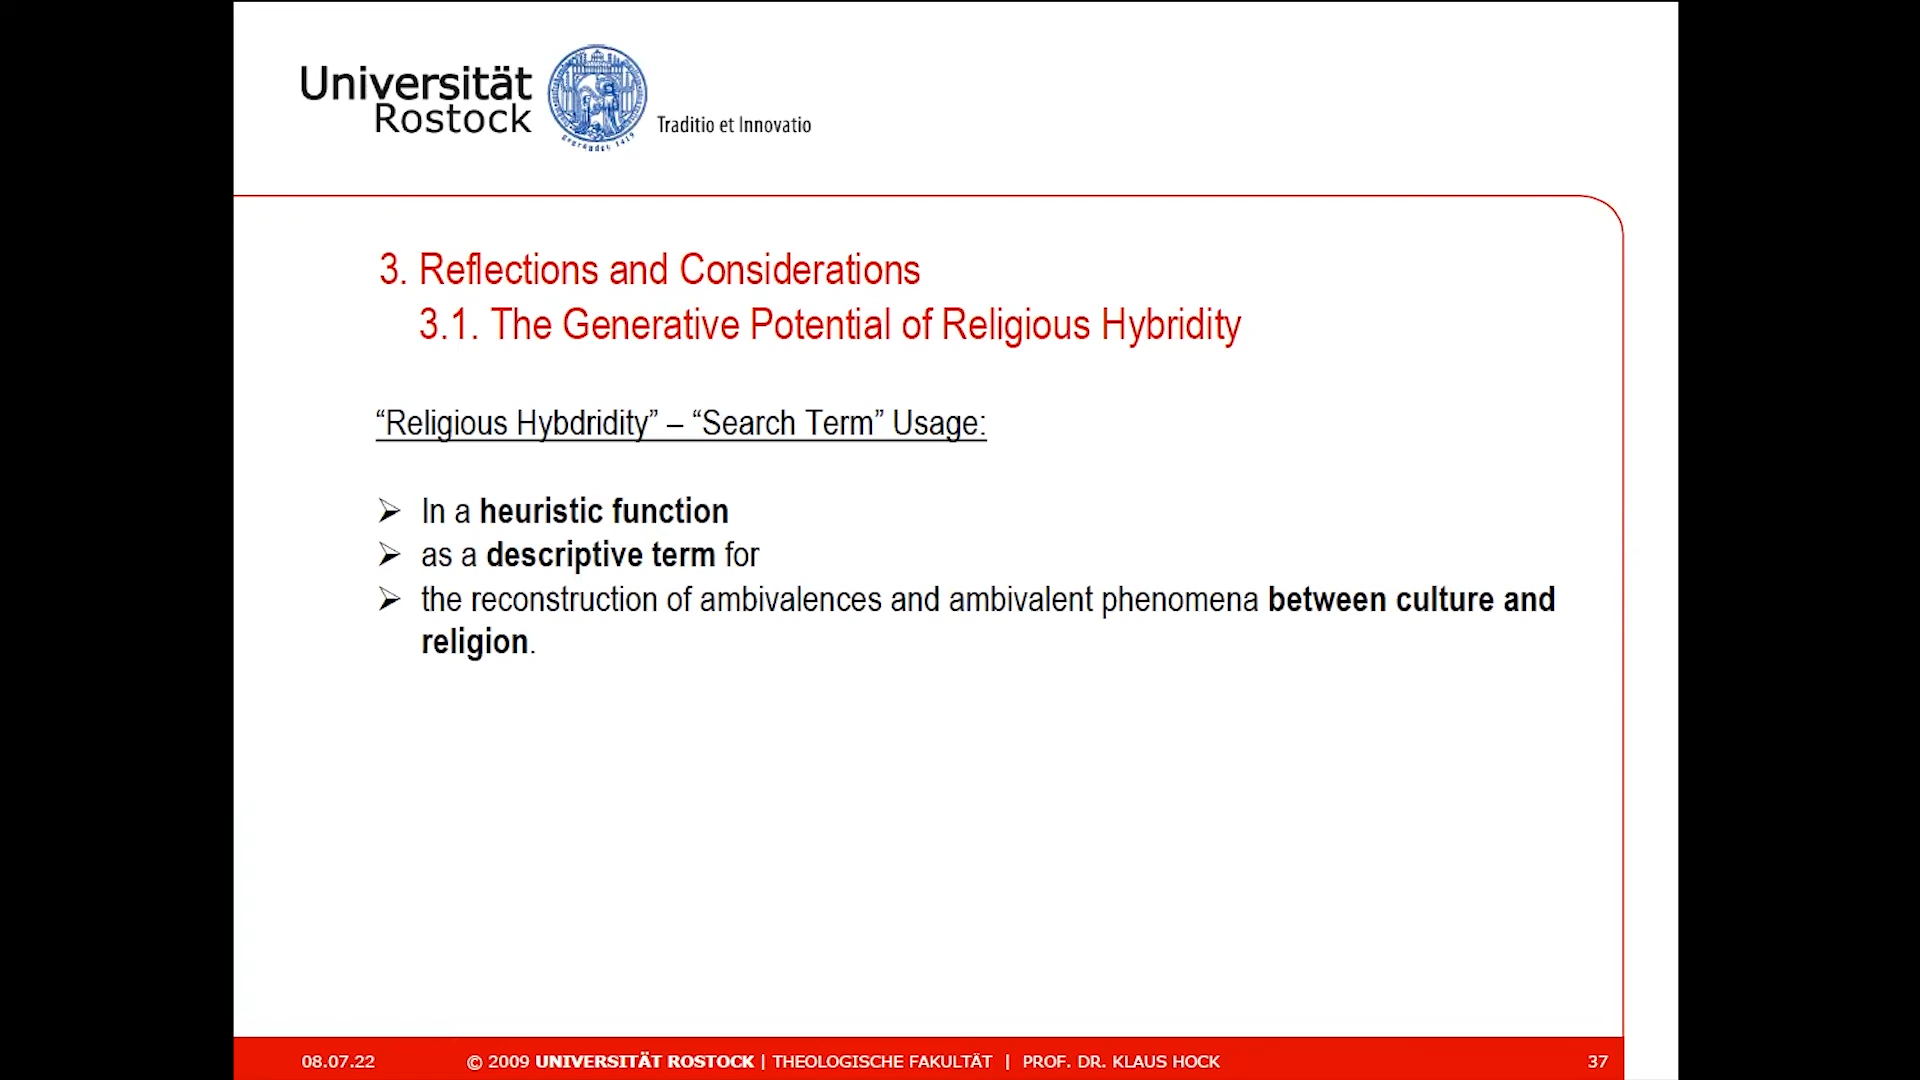 Universität
Rostock
gegründet 1419
Traditio et Innovatio
3. Reflections and Considerations
3.1. The Generative Potential of Religious Hybridity
“Religious Hybdridity” – “Search Term” Usage:
➢ In a heuristic function
➢ as a descriptive term for
➢ the reconstruction of ambivalences and ambivalent phenomena between culture and
religion.
08.07.22 © 2009 UNIVERSITÄT ROSTOCK | THEOLOGISCHE FAKULTÄT | PROF. DR. KLAUS HOCK 37